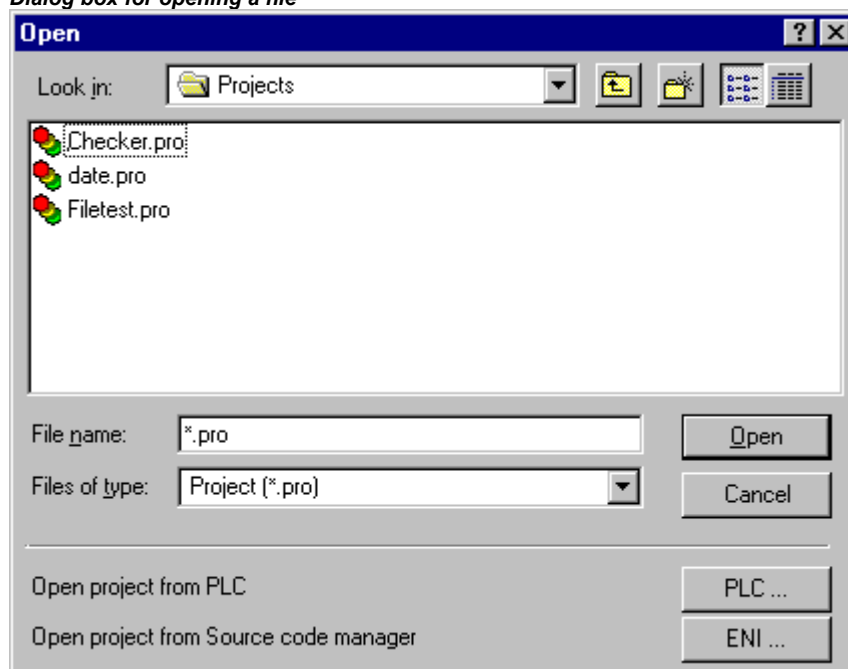 Dialog box for opening a file
Open
Look in: Projects
Checker.pro
date.pro
Filetest.pro
File name: *.pro Open
Files of type: Project (*.pro) Cancel
Open project from PLC PLC ...
Open project from Source code manager ENI ...